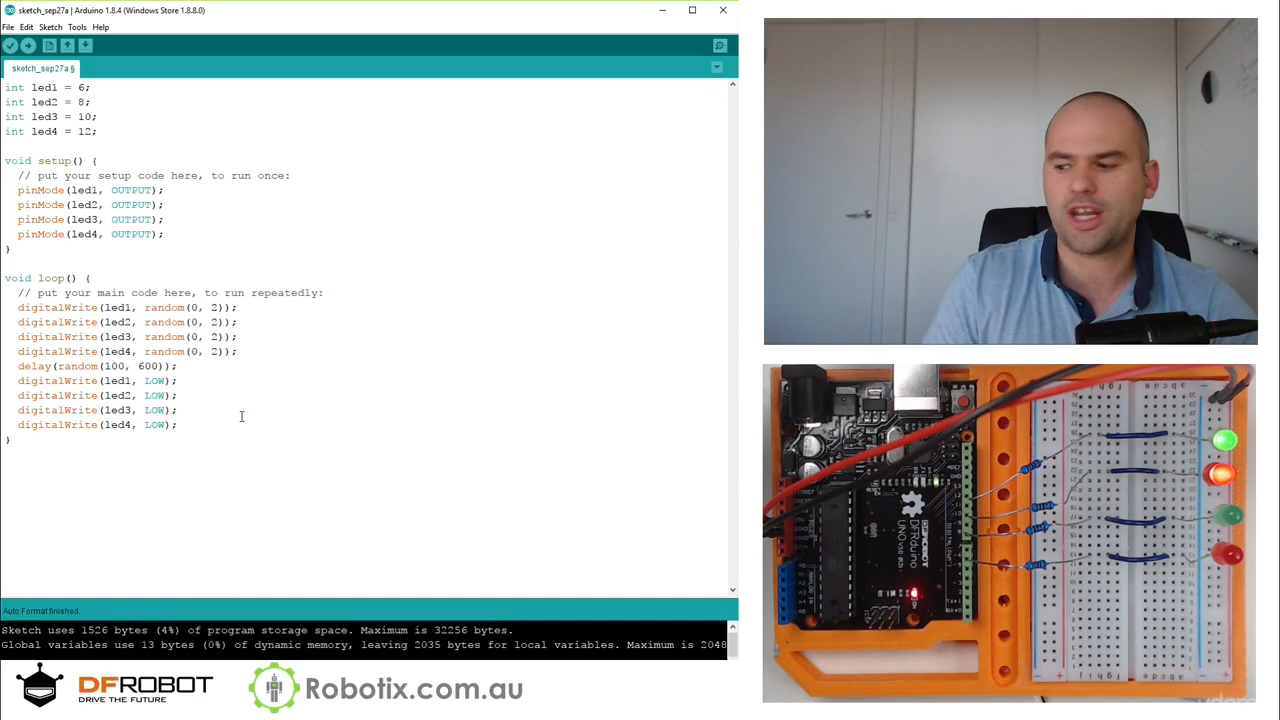 sketch_sep27a | Arduino 1.8.4 (Windows Store 1.8.8.0)
File Edit Sketch Tools Help
sketch_sep27a §
int led1 = 6;
int led2 = 8;
int led3 = 10;
int led4 = 12;
void setup() {
// put your setup code here, to run once:
pinMode(led1, OUTPUT);
pinMode(led2, OUTPUT);
pinMode(led3, OUTPUT);
pinMode(led4, OUTPUT);
}
void loop() {
// put your main code here, to run repeatedly:
digitalWrite(led1, random(0, 2));
digitalWrite(led2, random(0, 2));
digitalWrite(led3, random(0, 2));
digitalWrite(led4, random(0, 2));
delay(random(100, 600));
digitalWrite(led1, LOW);
digitalWrite(led2, LOW);
digitalWrite(led3, LOW);
digitalWrite(led4, LOW);
}
Auto Format finished.
Sketch uses 1526 bytes (4%) of program storage space. Maximum is 32256 bytes.
Global variables use 13 bytes (0%) of dynamic memory, leaving 2035 bytes for local variables. Maximum is 2048
DFROBOT
DRIVE THE FUTURE
Robotix.com.au
DFRduino
UNO
DFROBOT